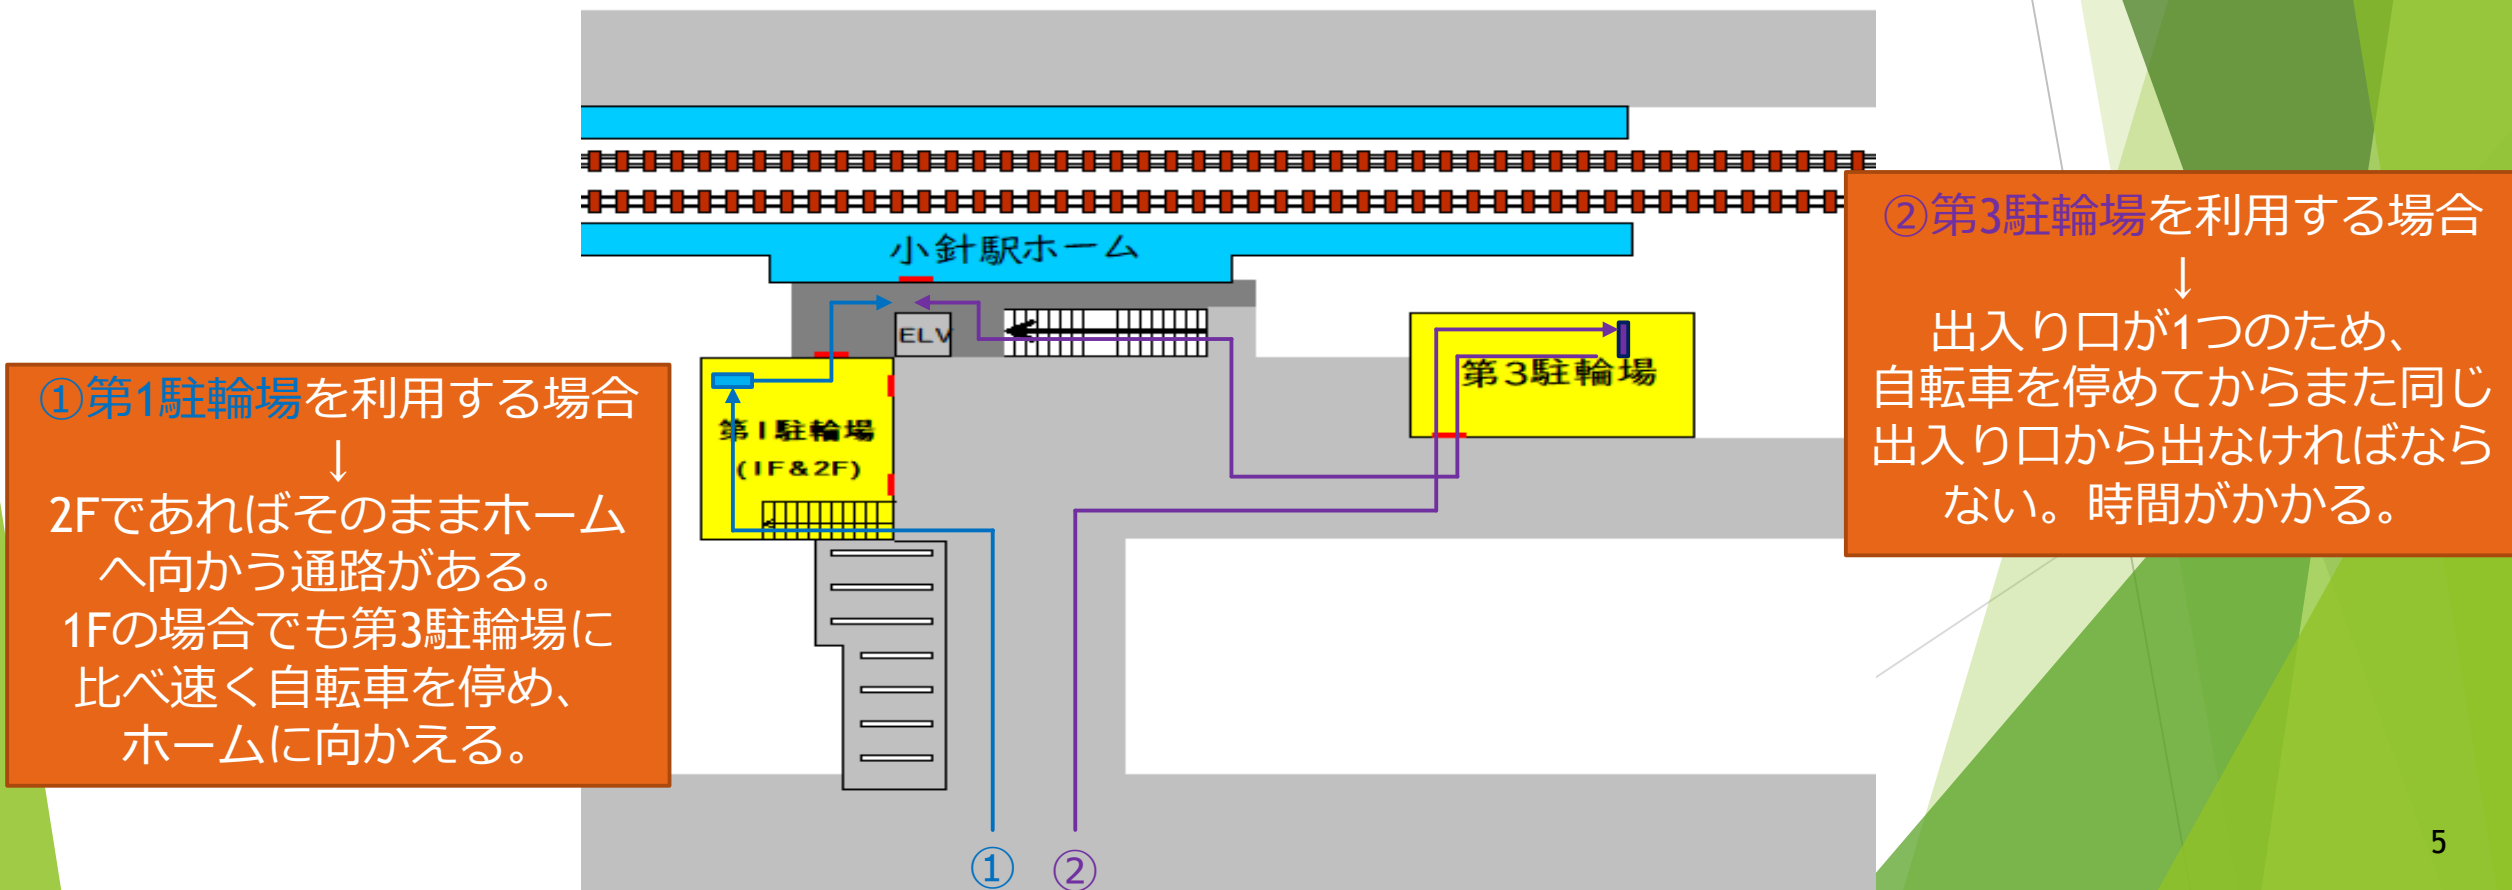 小針駅ホーム
ELV
第1駐輪場
(1F&2F)
第3駐輪場
①
②
①第1駐輪場を利用する場合
↓
2Fであればそのままホーム
へ向かう通路がある。
1Fの場合でも第3駐輪場に
比べ速く自転車を停め、
ホームに向かえる。
②第3駐輪場を利用する場合
↓
出入り口が1つのため、
自転車を停めてからまた同じ
出入り口から出なければなら
ない。時間がかかる。
5